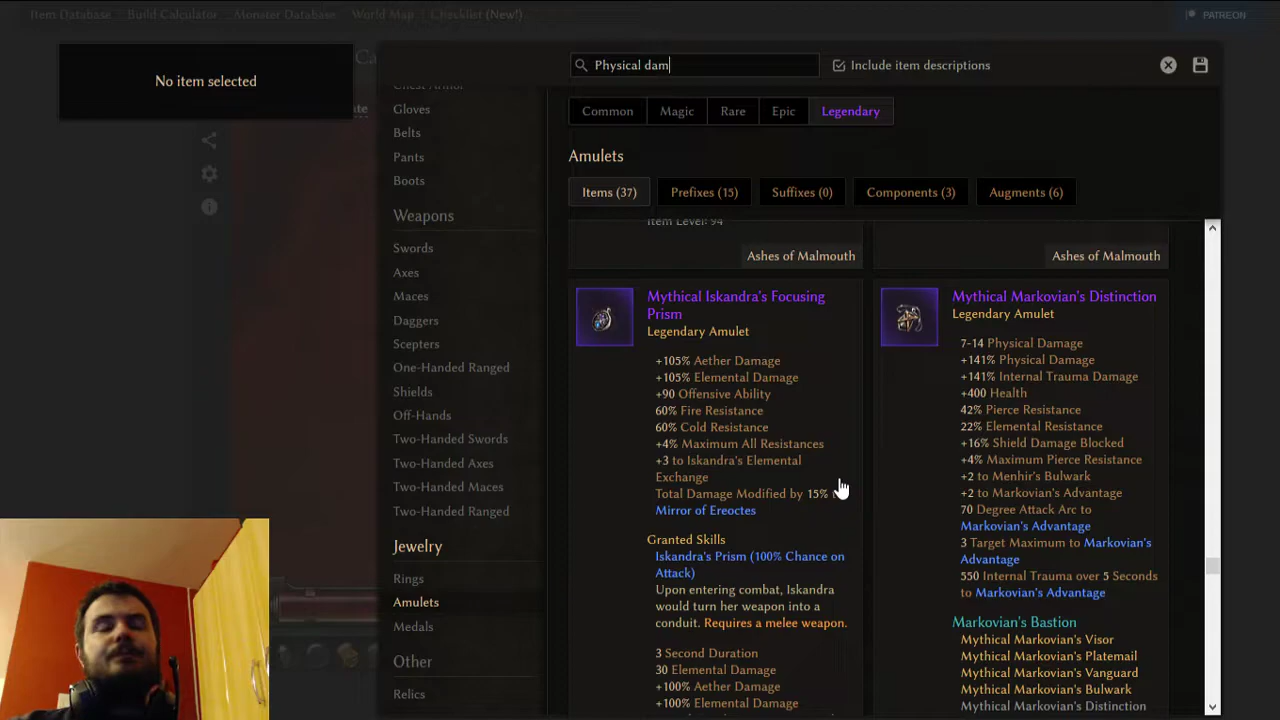 Item Database Build Calculator Monster Database World Map Checklist (New!) PATREON
No item selected
Physical dam
Include item descriptions
Common Magic Rare Epic Legendary
Amulets
Items (37) Prefixes (15) Suffixes (0) Components (3) Augments (6)
Chest Armor
Gloves
Belts
Pants
Boots
Weapons
Swords
Axes
Maces
Daggers
Scepters
One-Handed Ranged
Shields
Off-Hands
Two-Handed Swords
Two-Handed Axes
Two-Handed Maces
Two-Handed Ranged
Jewelry
Rings
Amulets
Medals
Other
Relics
Item Level: 94
Ashes of Malmouth
Ashes of Malmouth
Mythical Iskandra's Focusing
Prism
Legendary Amulet
+105% Aether Damage
+105% Elemental Damage
+90 Offensive Ability
60% Fire Resistance
60% Cold Resistance
+4% Maximum All Resistances
+3 to Iskandra's Elemental
Exchange
Total Damage Modified by 15%
Mirror of Ereoctes
Granted Skills
Iskandra's Prism (100% Chance on
Attack)
Upon entering combat, Iskandra
would turn her weapon into a
conduit. Requires a melee weapon.
3 Second Duration
30 Elemental Damage
+100% Aether Damage
+100% Elemental Damage
Mythical Markovian's Distinction
Legendary Amulet
7-14 Physical Damage
+141% Physical Damage
+141% Internal Trauma Damage
+400 Health
42% Pierce Resistance
22% Elemental Resistance
+16% Shield Damage Blocked
+4% Maximum Pierce Resistance
+2 to Menhir's Bulwark
+2 to Markovian's Advantage
70 Degree Attack Arc to
Markovian's Advantage
3 Target Maximum to Markovian's
Advantage
550 Internal Trauma over 5 Seconds
to Markovian's Advantage
Markovian's Bastion
Mythical Markovian's Visor
Mythical Markovian's Platemail
Mythical Markovian's Vanguard
Mythical Markovian's Bulwark
Mythical Markovian's Distinction